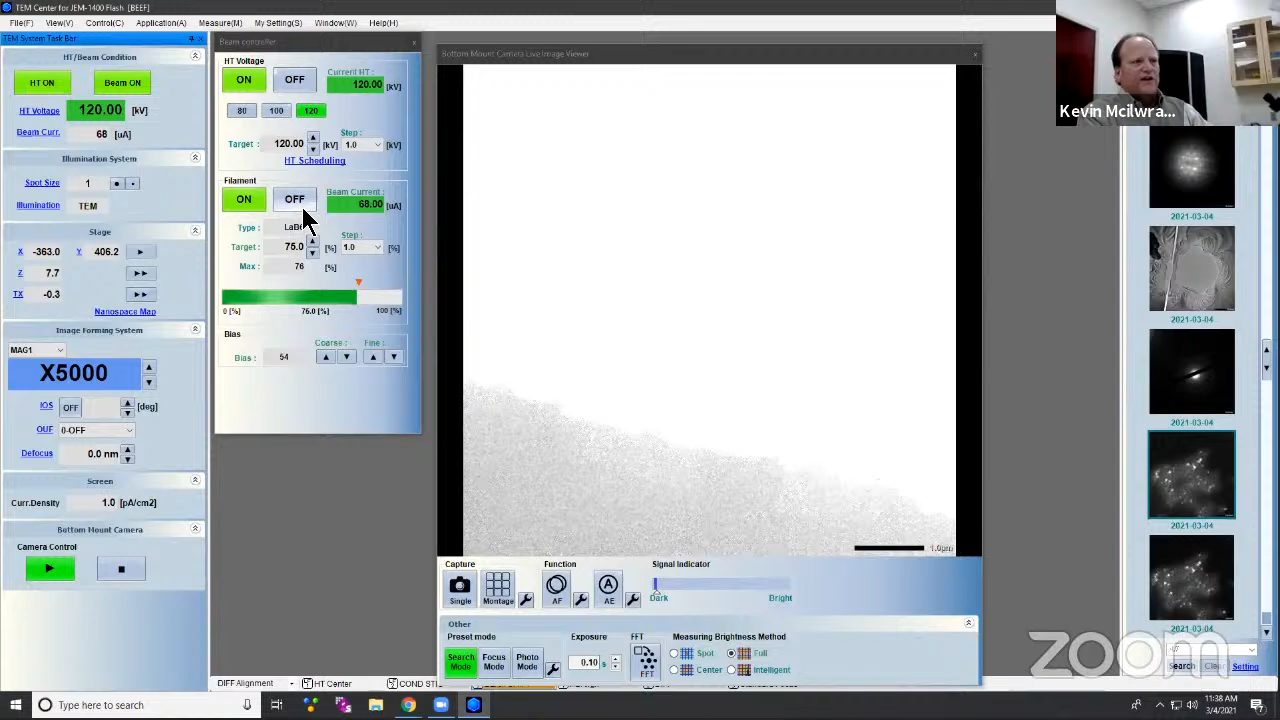 TEM Center for JEM-1400 Flash [BEEF]
File(F) View(V) Control(C) Application(A) Measure(M) My Setting(S) Window(W) Help(H)
TEM System Task Bar
HT/Beam Condition
HT ON Beam ON
HT Voltage 120.00 [kV]
Beam Curr. 68 [uA]
Illumination System
Spot Size 1
Illumination TEM
Stage
X -363.0 Y 406.2
Z 7.7
TX -0.3
Nanospace Map
Image Forming System
MAG1
X5000
IOS OFF [deg]
OUF 0-OFF
Defocus 0.0 nm
Screen
Curr.Density 1.0 [pA/cm2]
Bottom Mount Camera
Camera Control
Beam controller
HT Voltage
ON OFF Current HT: 120.00 [kV]
80 100 120
Target : 120.00 [kV] Step : 1.0 [kV]
HT Scheduling
Filament
ON OFF Beam Current : 68.00 [uA]
Type :
Target : 75.0 [%] Step : 1.0 [%]
Max : 76 [%]
0 [%] 75.0 [%] 100 [%]
Bias
Coarse : Fine :
Bias : 54
Bottom Mount Camera Live Image Viewer
1.0μm
Capture Function Signal Indicator
Single Montage AF AE
Dark Bright
Other
Preset mode Exposure FFT Measuring Brightness Method
Search Mode Focus Mode Photo Mode 0.10 s FFT
Spot Full
Center Intelligent
DIFF Alignment HT Center
Kevin Mcilwra...
2021-03-04
2021-03-04
2021-03-04
2021-03-04
2021-03-04
Search Clear Setting
zoom
Type here to search
11:38 AM
3/4/2021